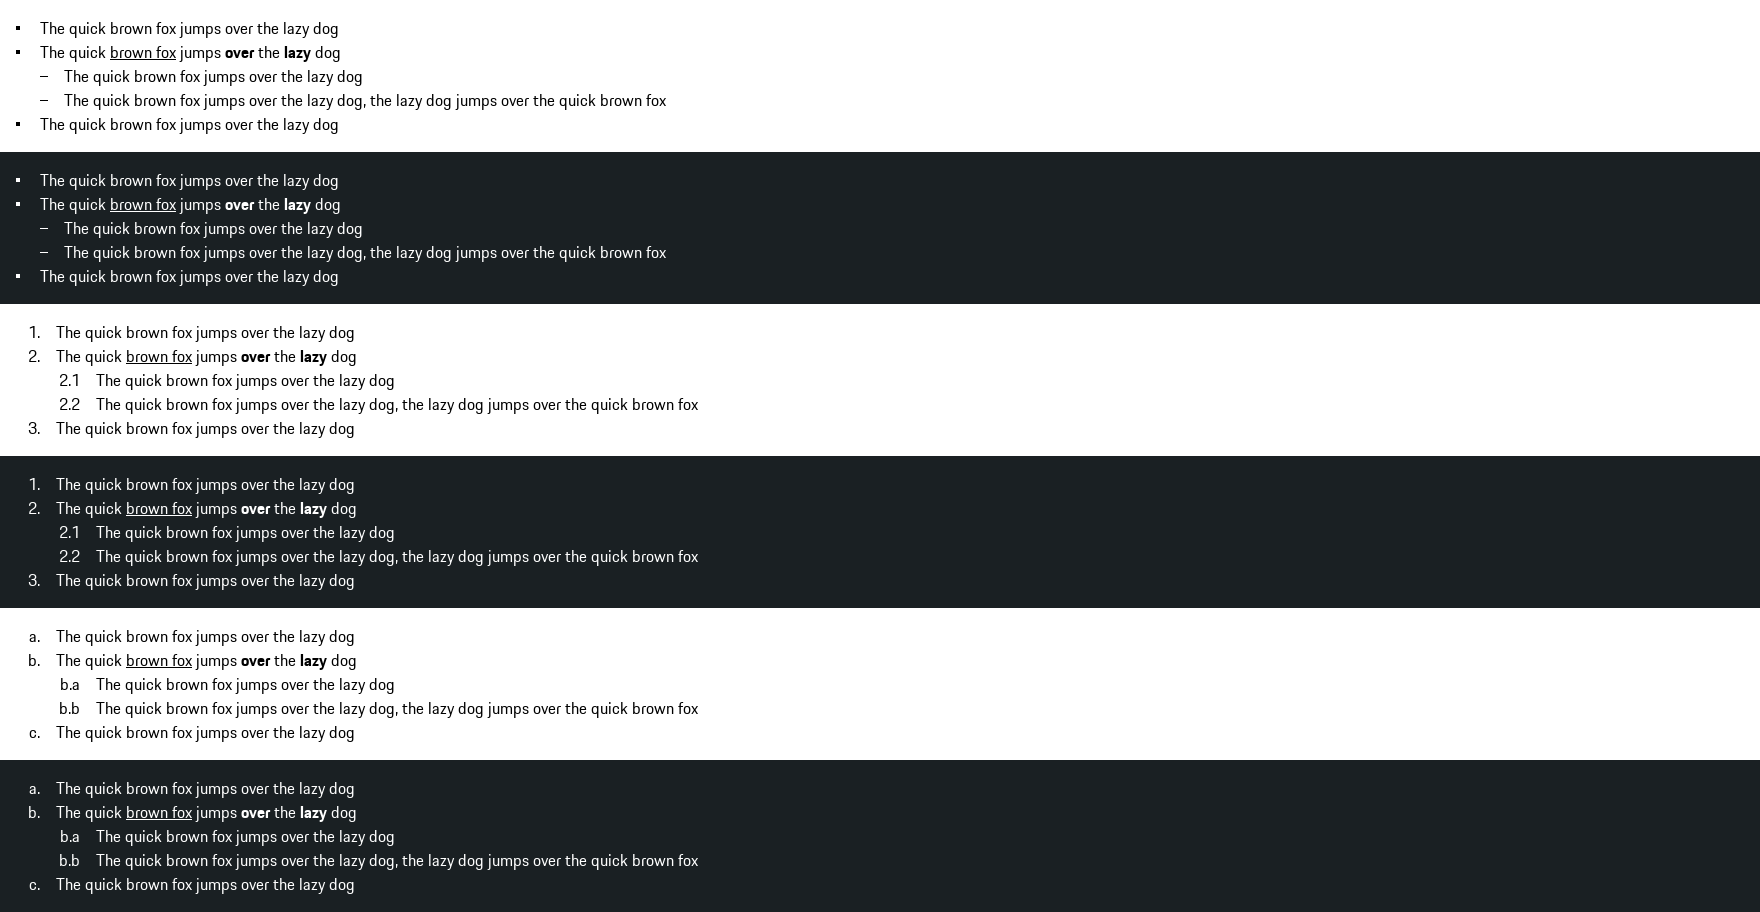 ▪ The quick brown fox jumps over the lazy dog
▪ The quick brown fox jumps over the lazy dog
– The quick brown fox jumps over the lazy dog
– The quick brown fox jumps over the lazy dog, the lazy dog jumps over the quick brown fox
▪ The quick brown fox jumps over the lazy dog
▪ The quick brown fox jumps over the lazy dog
▪ The quick brown fox jumps over the lazy dog
– The quick brown fox jumps over the lazy dog
– The quick brown fox jumps over the lazy dog, the lazy dog jumps over the quick brown fox
▪ The quick brown fox jumps over the lazy dog
1. The quick brown fox jumps over the lazy dog
2. The quick brown fox jumps over the lazy dog
2.1 The quick brown fox jumps over the lazy dog
2.2 The quick brown fox jumps over the lazy dog, the lazy dog jumps over the quick brown fox
3. The quick brown fox jumps over the lazy dog
1. The quick brown fox jumps over the lazy dog
2. The quick brown fox jumps over the lazy dog
2.1 The quick brown fox jumps over the lazy dog
2.2 The quick brown fox jumps over the lazy dog, the lazy dog jumps over the quick brown fox
3. The quick brown fox jumps over the lazy dog
a. The quick brown fox jumps over the lazy dog
b. The quick brown fox jumps over the lazy dog
b.a The quick brown fox jumps over the lazy dog
b.b The quick brown fox jumps over the lazy dog, the lazy dog jumps over the quick brown fox
c. The quick brown fox jumps over the lazy dog
a. The quick brown fox jumps over the lazy dog
b. The quick brown fox jumps over the lazy dog
b.a The quick brown fox jumps over the lazy dog
b.b The quick brown fox jumps over the lazy dog, the lazy dog jumps over the quick brown fox
c. The quick brown fox jumps over the lazy dog